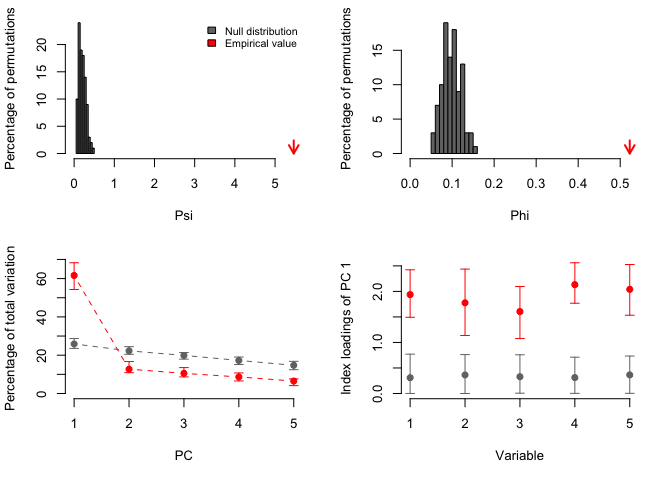 Percentage of permutations
0 5 10 15 20
Null distribution
Empirical value
0 1 2 3 4 5
Psi
Percentage of permutations
0 5 10 15
0.0 0.1 0.2 0.3 0.4 0.5
Phi
Percentage of total variation
0 20 40 60
1 2 3 4 5
PC
Index loadings of PC 1
0.0 1.0 2.0
1 2 3 4 5
Variable